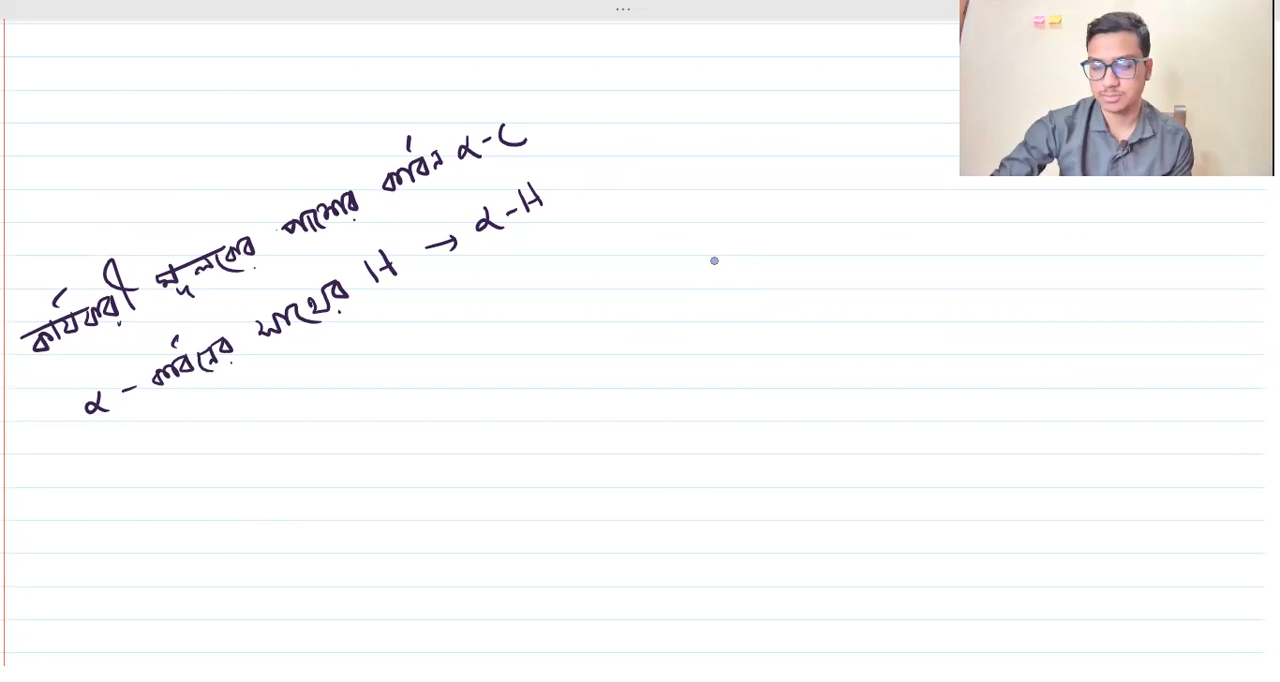 কার্যকরী মূলকের পাশের কার্বন α-C
α - কার্বনের সাথের H → α-H